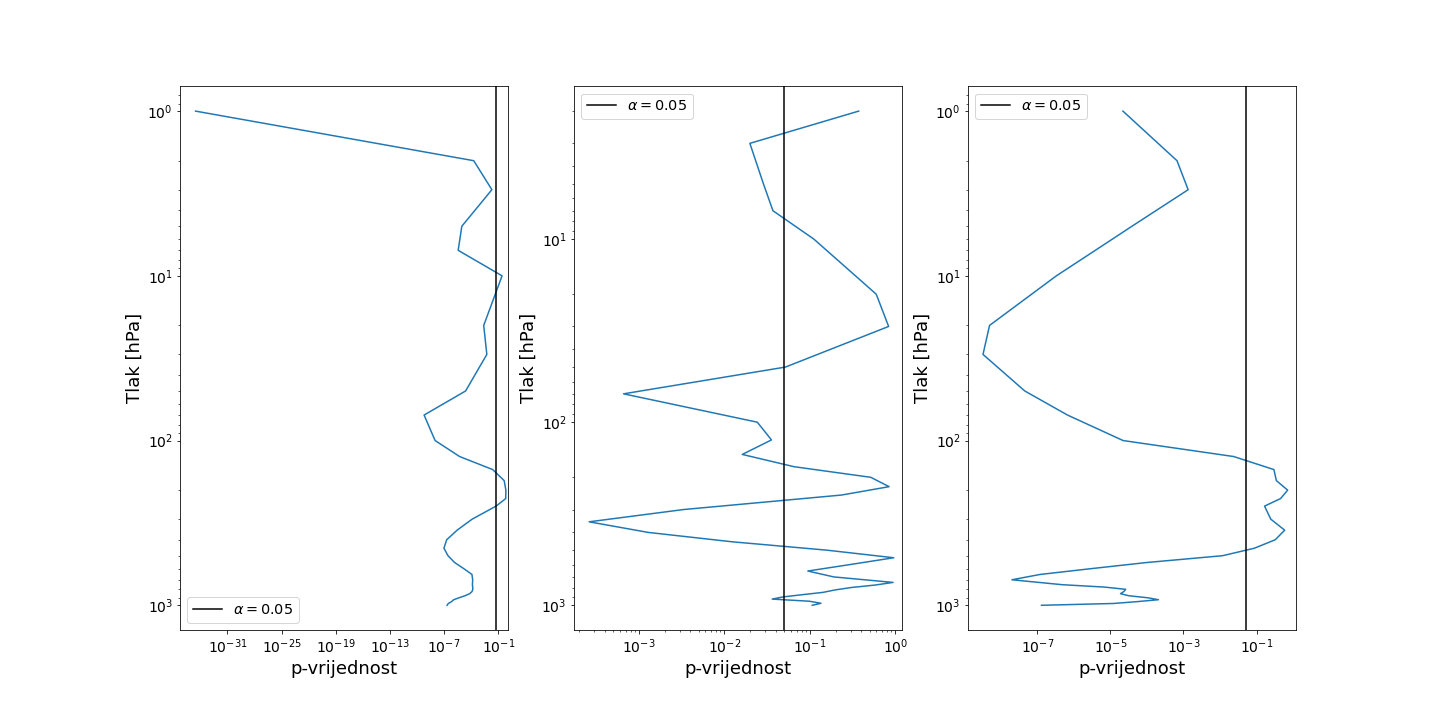 α = 0.05
10⁰
10¹
10²
10³
Tlak [hPa]
10⁻³¹
10⁻²⁵
10⁻¹⁹
10⁻¹³
10⁻⁷
10⁻¹
p-vrijednost
α = 0.05
10¹
10²
10³
Tlak [hPa]
10⁻³
10⁻²
10⁻¹
10⁰
p-vrijednost
α = 0.05
10⁰
10¹
10²
10³
Tlak [hPa]
10⁻⁷
10⁻⁵
10⁻³
10⁻¹
p-vrijednost